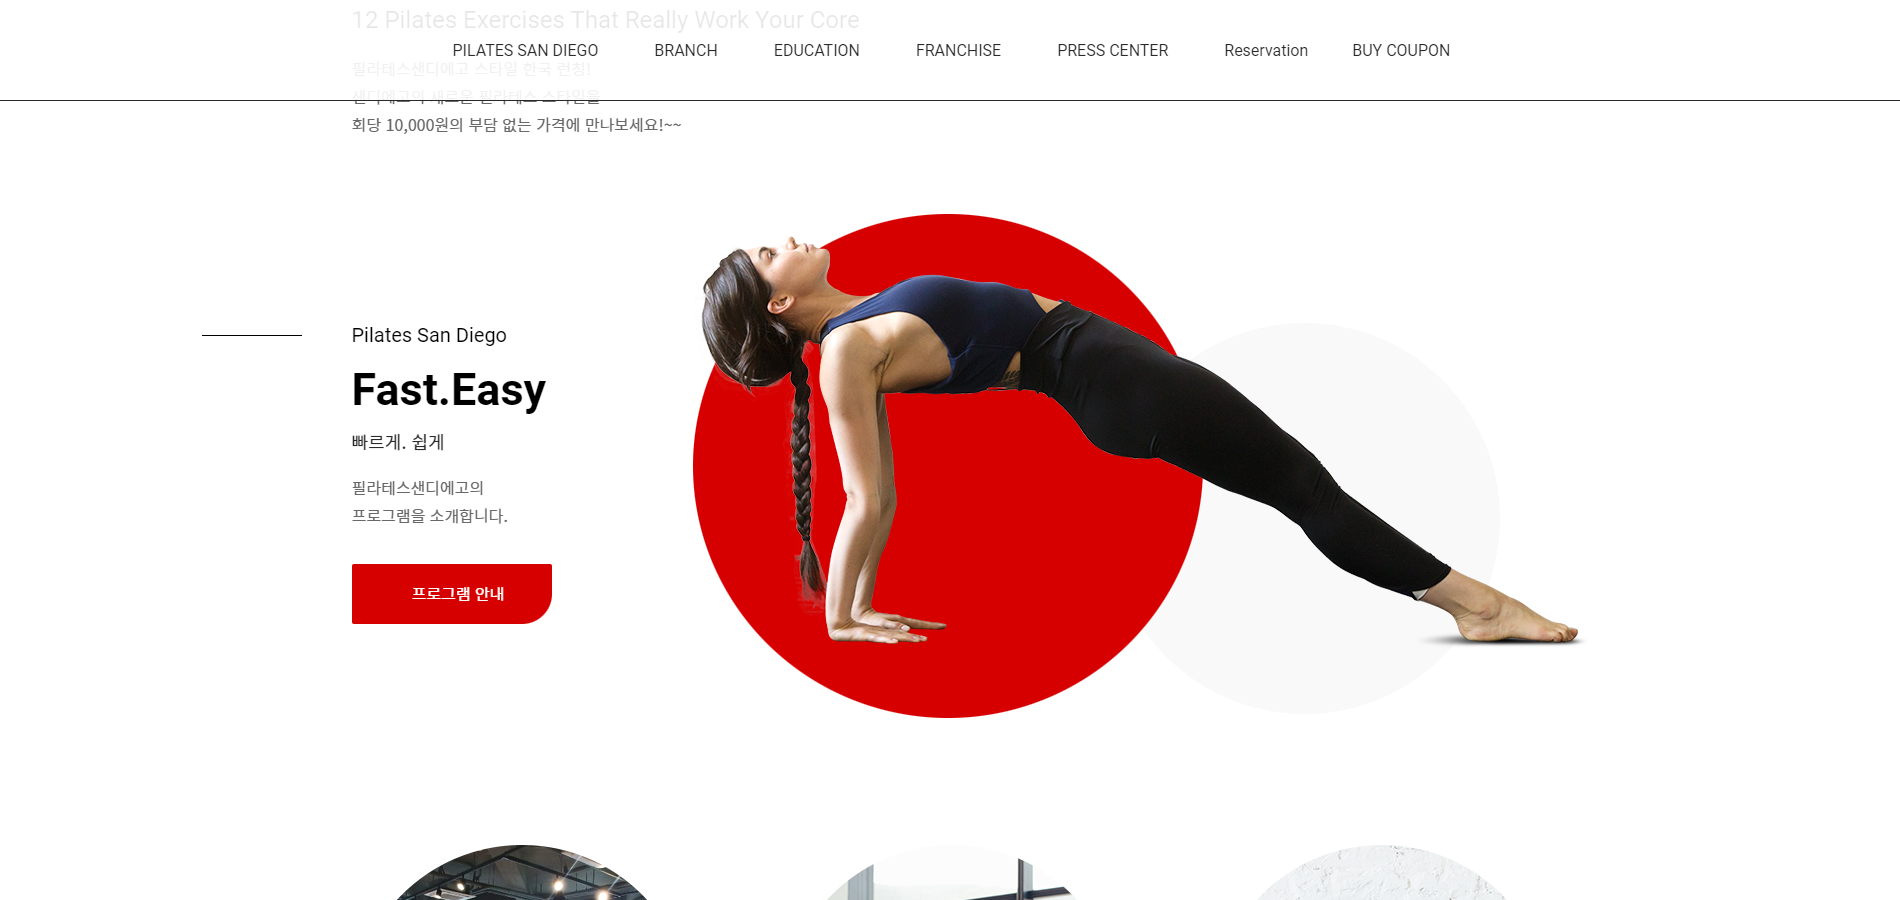 12 Pilates Exercises That Really Work Your Core
PILATES SAN DIEGO BRANCH EDUCATION FRANCHISE PRESS CENTER Reservation BUY COUPON
필라테스샌디에고 스타일 한국 런칭!
샌디에고의 새로운 필라테스 스타일을
회당 10,000원의 부담 없는 가격에 만나보세요!~~
Pilates San Diego
Fast.Easy
빠르게. 쉽게
필라테스샌디에고의
프로그램을 소개합니다.
프로그램 안내